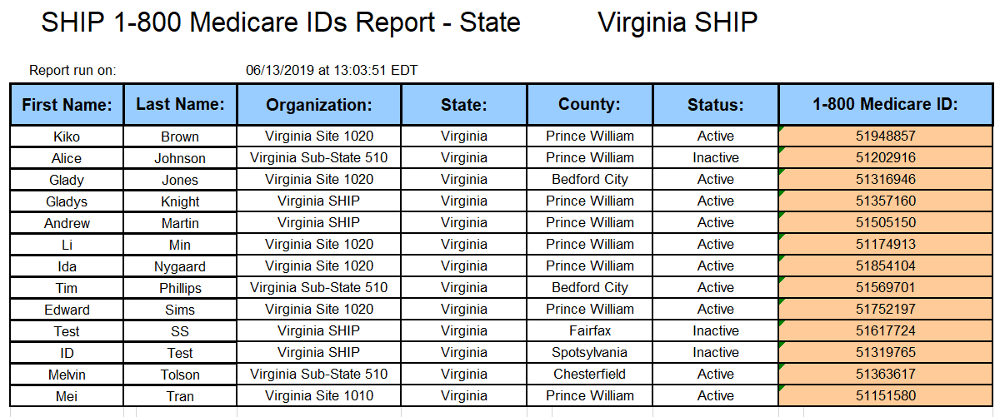 SHIP 1-800 Medicare IDs Report - State Virginia SHIP
Report run on: 06/13/2019 at 13:03:51 EDT
First Name: Last Name: Organization: State: County: Status: 1-800 Medicare ID:
Kiko Brown Virginia Site 1020 Virginia Prince William Active 51948857
Alice Johnson Virginia Sub-State 510 Virginia Prince William Inactive 51202916
Glady Jones Virginia Site 1020 Virginia Bedford City Active 51316946
Gladys Knight Virginia SHIP Virginia Prince William Active 51357160
Andrew Martin Virginia SHIP Virginia Prince William Active 51505150
Li Min Virginia Site 1020 Virginia Prince William Active 51174913
Ida Nygaard Virginia Site 1020 Virginia Prince William Active 51854104
Tim Phillips Virginia Sub-State 510 Virginia Bedford City Active 51569701
Edward Sims Virginia Site 1020 Virginia Prince William Active 51752197
Test SS Virginia SHIP Virginia Fairfax Inactive 51617724
ID Test Virginia SHIP Virginia Spotsylvania Inactive 51319765
Melvin Tolson Virginia Sub-State 510 Virginia Chesterfield Active 51363617
Mei Tran Virginia Site 1010 Virginia Prince William Active 51151580